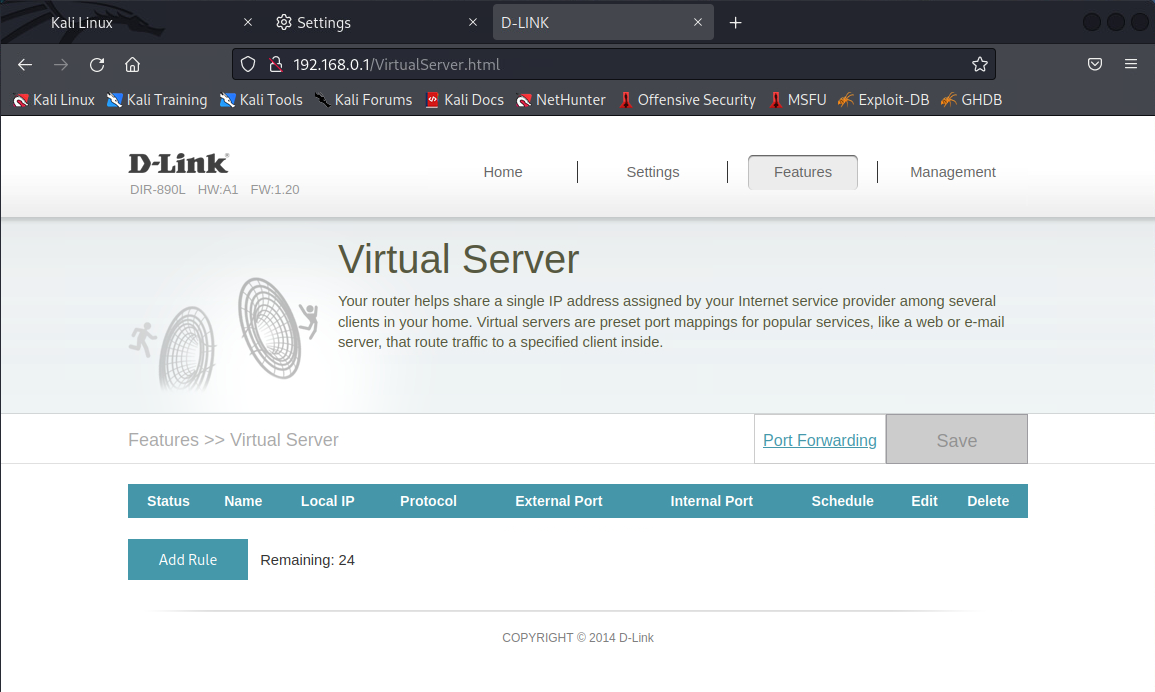 Kali Linux Settings D-LINK
192.168.0.1/VirtualServer.html
Kali Linux Kali Training Kali Tools Kali Forums Kali Docs NetHunter Offensive Security MSFU Exploit-DB GHDB
D-Link®
DIR-890L HW:A1 FW:1.20
Home Settings Features Management
Virtual Server
Your router helps share a single IP address assigned by your Internet service provider among several
clients in your home. Virtual servers are preset port mappings for popular services, like a web or e-mail
server, that route traffic to a specified client inside.
Features >> Virtual Server Port Forwarding Save
Status Name Local IP Protocol External Port Internal Port Schedule Edit Delete
Add Rule Remaining: 24
COPYRIGHT © 2014 D-Link